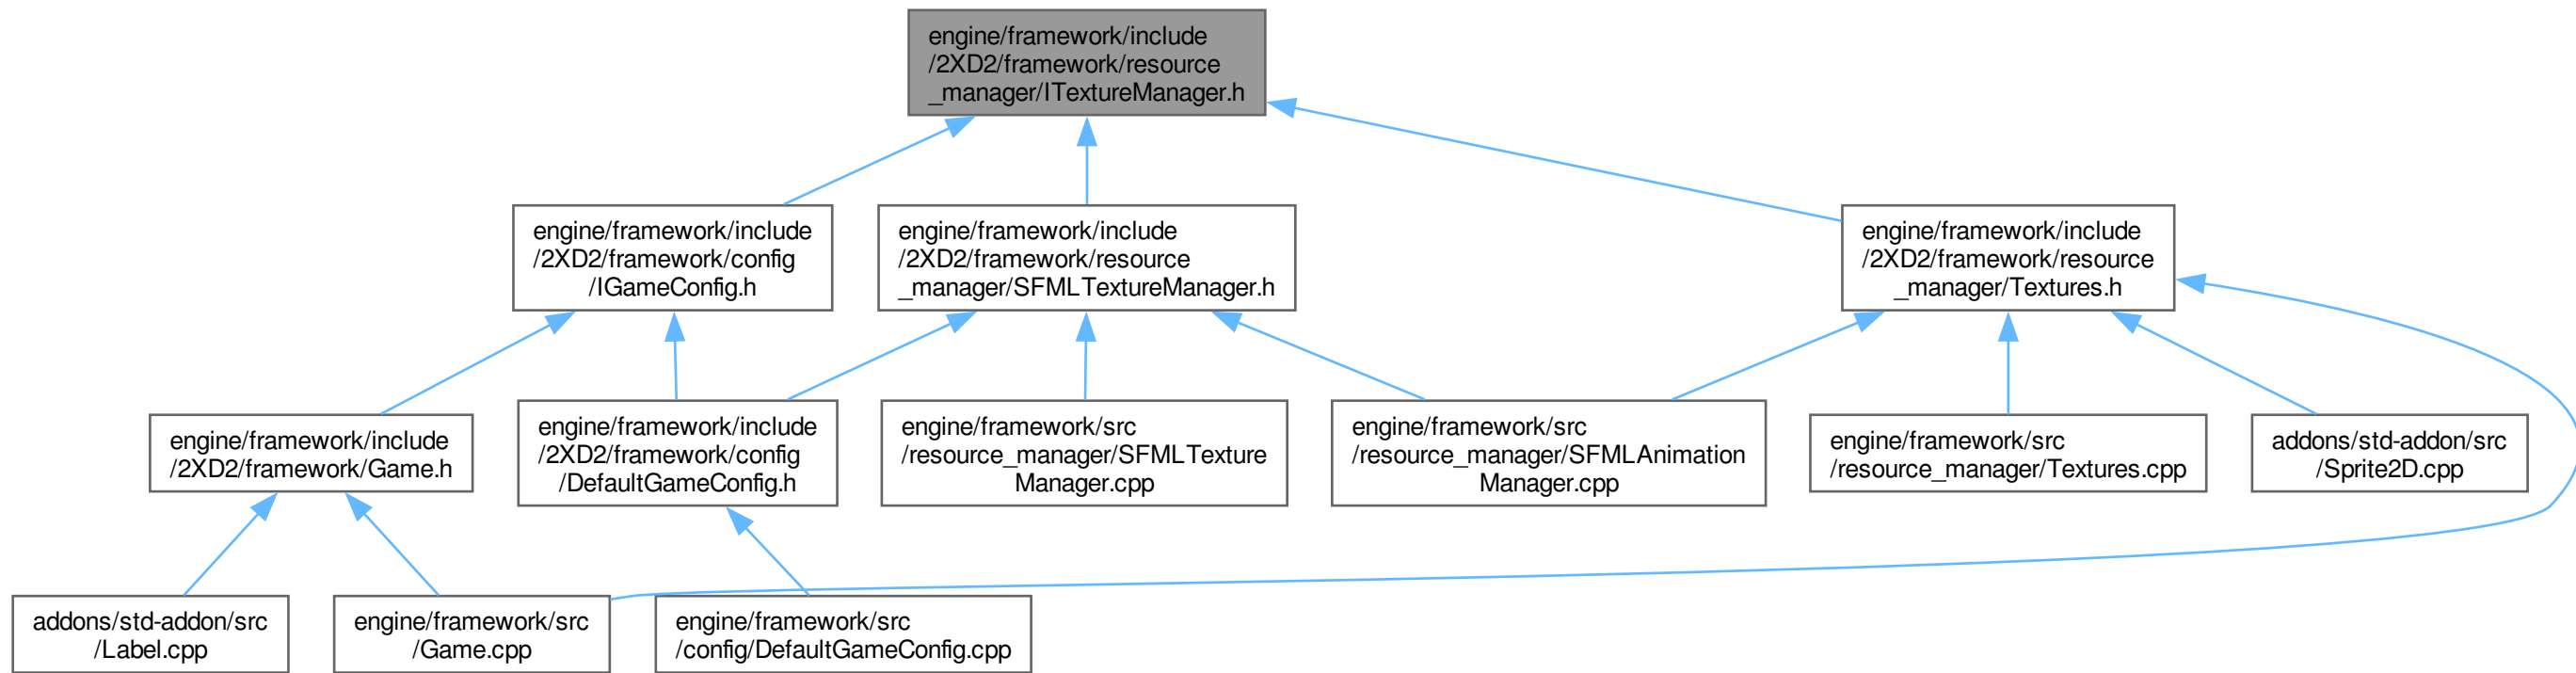 engine/framework/include
/2XD2/framework/resource
_manager/ITextureManager.h
engine/framework/include
/2XD2/framework/config
/IGameConfig.h
engine/framework/include
/2XD2/framework/resource
_manager/SFMLTextureManager.h
engine/framework/include
/2XD2/framework/resource
_manager/Textures.h
engine/framework/include
/2XD2/framework/Game.h
engine/framework/include
/2XD2/framework/config
/DefaultGameConfig.h
engine/framework/src
/resource_manager/SFMLTexture
Manager.cpp
engine/framework/src
/resource_manager/SFMLAnimation
Manager.cpp
engine/framework/src
/resource_manager/Textures.cpp
addons/std-addon/src
/Sprite2D.cpp
addons/std-addon/src
/Label.cpp
engine/framework/src
/Game.cpp
engine/framework/src
/config/DefaultGameConfig.cpp